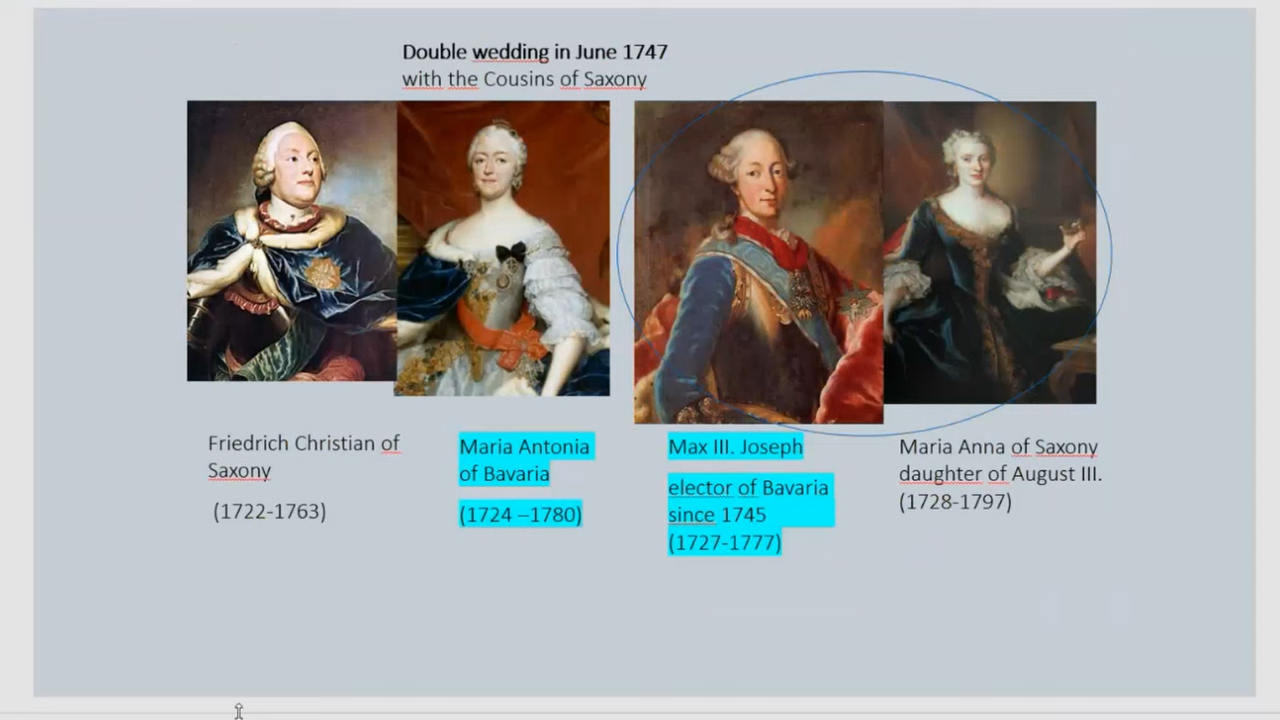 Double wedding in June 1747
with the Cousins of Saxony
Friedrich Christian of
Saxony
(1722-1763)
Maria Antonia
of Bavaria
(1724 –1780)
Max III. Joseph
elector of Bavaria
since 1745
(1727-1777)
Maria Anna of Saxony
daughter of August III.
(1728-1797)